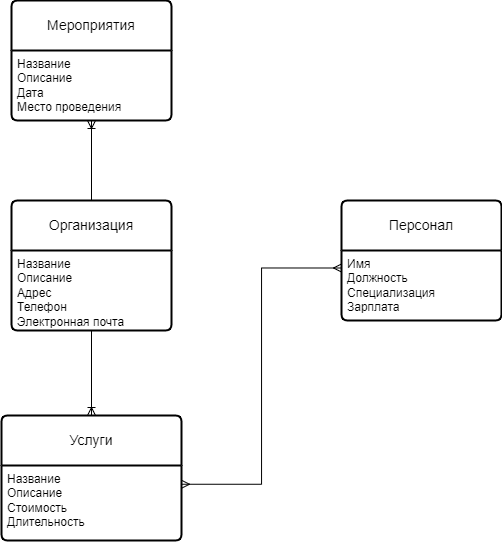 Мероприятия
Название
Описание
Дата
Место проведения
Организация
Название
Описание
Адрес
Телефон
Электронная почта
Персонал
Имя
Должность
Специализация
Зарплата
Услуги
Название
Описание
Стоимость
Длительность